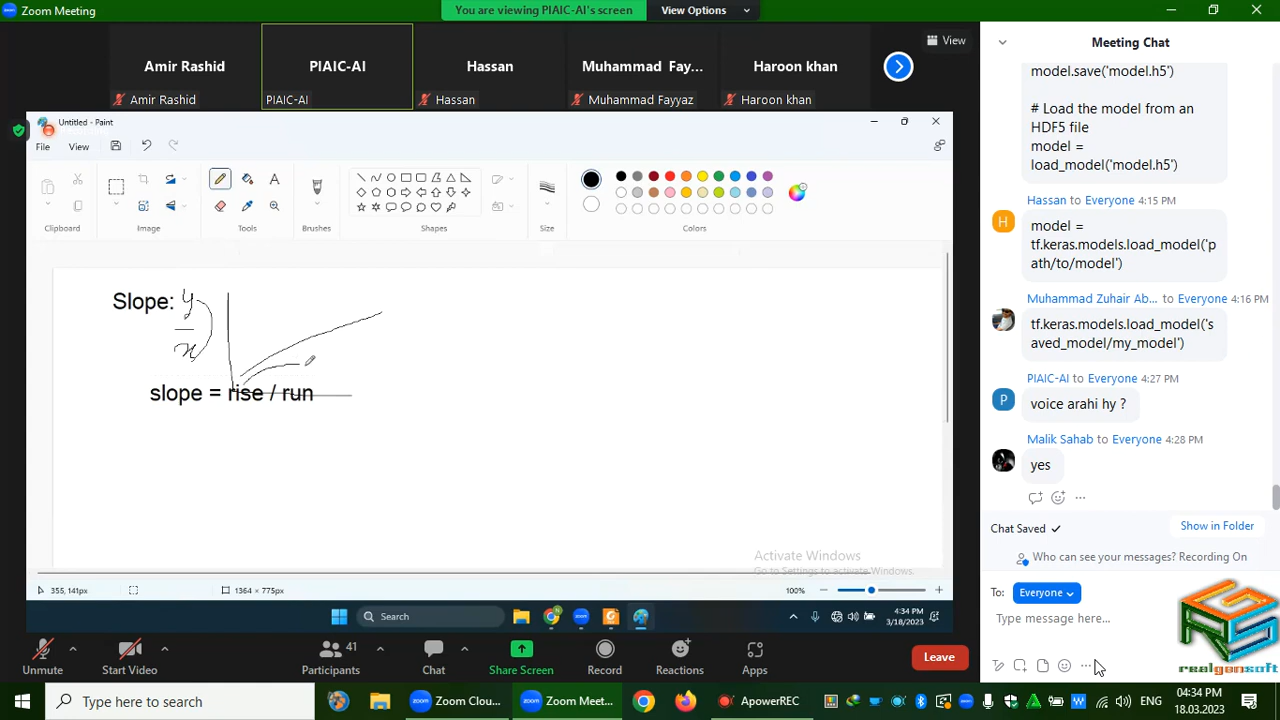 Zoom Meeting
You are viewing PIAIC-AI's screen
View Options
Amir Rashid
PIAIC-AI
Hassan
Muhammad Fayy...
Haroon khan
View
Amir Rashid
PIAIC-AI
Hassan
Muhammad Fayyaz
Haroon khan
Untitled - Paint
File
View
Clipboard
Image
Tools
Brushes
Shapes
Size
Colors
Slope: y
x
slope = rise / run
Activate Windows
Go to Settings to activate Windows.
355, 141px
1364 × 775px
100%
Search
4:34 PM
3/18/2023
Meeting Chat
model.save('model.h5')
# Load the model from an
HDF5 file
model =
load_model('model.h5')
Hassan to Everyone 4:15 PM
H
model =
tf.keras.models.load_model('p
ath/to/model')
Muhammad Zuhair Ab... to Everyone 4:16 PM
tf.keras.models.load_model('s
aved_model/my_model')
PIAIC-AI to Everyone 4:27 PM
P
voice arahi hy ?
Malik Sahab to Everyone 4:28 PM
yes
Chat Saved
Show in Folder
Who can see your messages? Recording On
To: Everyone
Type message here...
realgensoft
Unmute
Start Video
41
Participants
Chat
Share Screen
Record
Reactions
Apps
Leave
Type here to search
Zoom Clou...
Zoom Meet...
ApowerREC
ENG
04:34 PM
18.03.2023